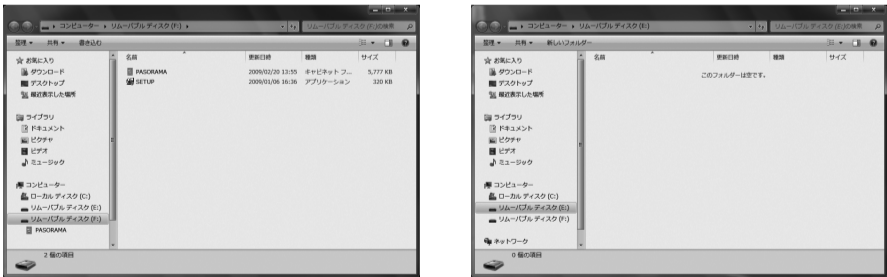 コンピューター ▸ リムーバブル ディスク (F:) ▸
リムーバブル ディスク (F:)の検索
整理 ▾ 共有 ▾ 書き込む
名前 更新日時 種類 サイズ
PASORAMA 2009/02/20 13:55 キャビネット フ... 5,777 KB
SETUP 2009/01/06 16:36 アプリケーション 320 KB
お気に入り
ダウンロード
デスクトップ
最近表示した場所
ライブラリ
ドキュメント
ピクチャ
ビデオ
ミュージック
コンピューター
ローカル ディスク (C:)
リムーバブル ディスク (E:)
リムーバブル ディスク (F:)
PASORAMA
2 個の項目
コンピューター ▸ リムーバブル ディスク (E:)
リムーバブル ディスク (E:)の検索
整理 ▾ 共有 ▾ 新しいフォルダー
名前 更新日時 種類 サイズ
このフォルダーは空です。
お気に入り
ダウンロード
デスクトップ
最近表示した場所
ライブラリ
ドキュメント
ピクチャ
ビデオ
ミュージック
コンピューター
ローカル ディスク (C:)
リムーバブル ディスク (E:)
リムーバブル ディスク (F:)
ネットワーク
0 個の項目